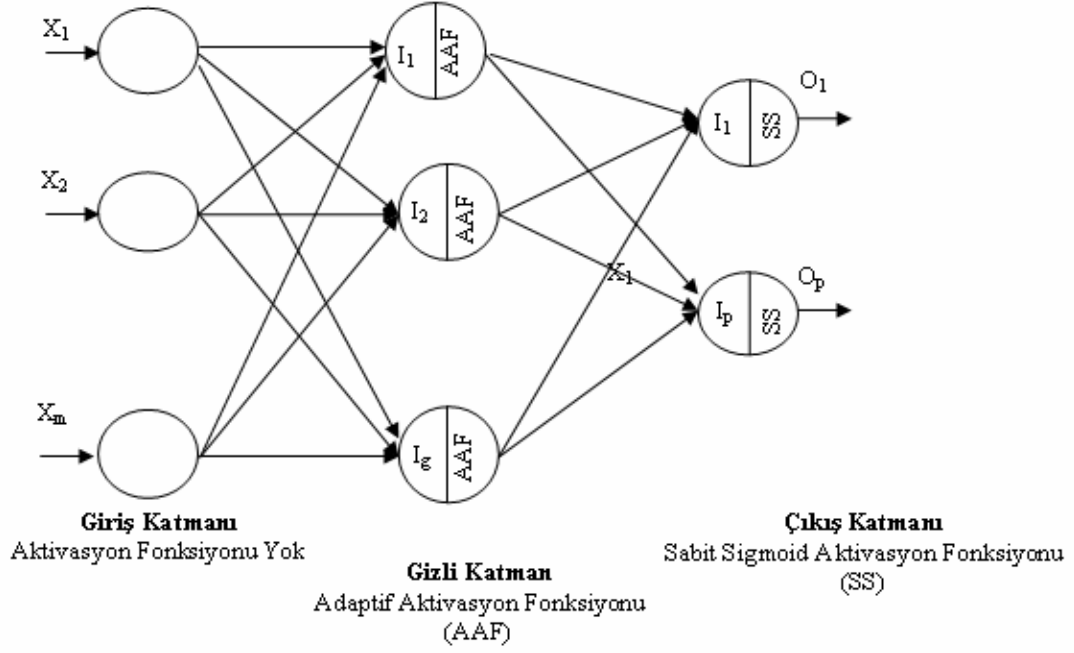 X1
I1 AAF
I1 SS
O1
X2
I2 AAF
X1
Ip SS
Op
Xm
Ig AAF
Giriş Katmanı
Aktivasyon Fonksiyonu Yok
Gizli Katman
Adaptif Aktivasyon Fonksiyonu
(AAF)
Çıkış Katmanı
Sabit Sigmoid Aktivasyon Fonksiyonu
(SS)